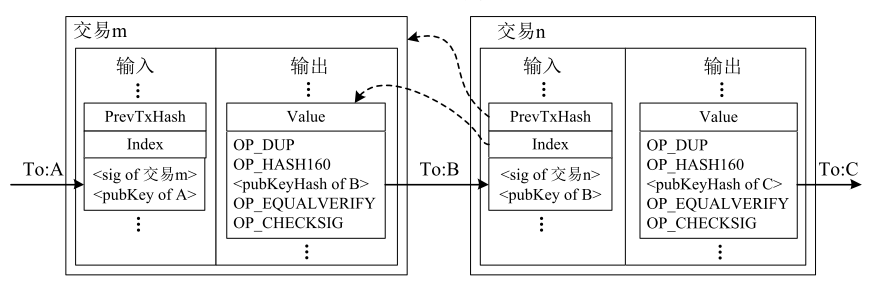 交易m
输入
输出
PrevTxHash
Value
Index
OP_DUP
OP_HASH160
<pubKeyHash of B>
OP_EQUALVERIFY
OP_CHECKSIG
To:A
<sig of 交易m>
<pubKey of A>
To:B
交易n
输入
输出
PrevTxHash
Value
Index
OP_DUP
OP_HASH160
<pubKeyHash of C>
OP_EQUALVERIFY
OP_CHECKSIG
<sig of 交易n>
<pubKey of B>
To:C